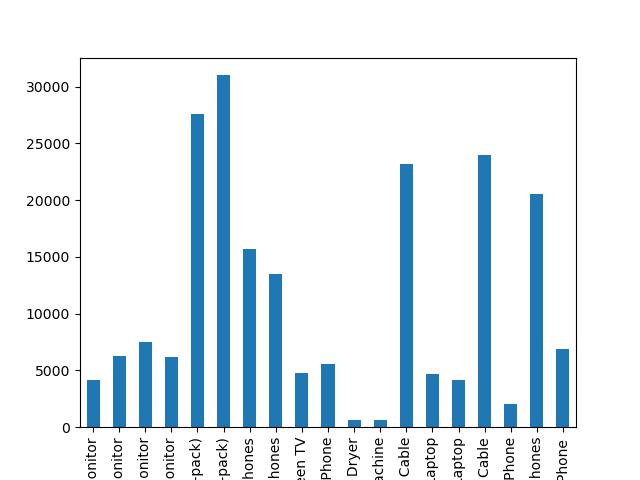 30000
25000
20000
15000
10000
5000
0
onitor
onitor
onitor
onitor
-pack)
-pack)
hones
hones
een TV
Phone
Dryer
achine
Cable
aptop
aptop
Cable
Phone
hones
Phone